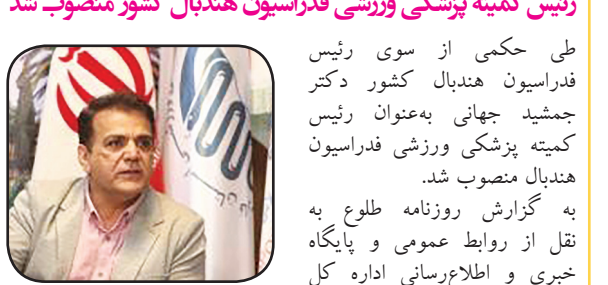 رئیس کمیته پزشکی ورزشی فدراسیون هندبال کشور منصوب شد
طی حکمی از سوی رئیس
فدراسیون هندبال کشور دکتر
جمشید جهانی به‌عنوان رئیس
کمیته پزشکی ورزشی فدراسیون
هندبال منصوب شد.
به گزارش روزنامه طلوع به
نقل از روابط عمومی و پایگاه
خبری و اطلاع‌رسانی اداره کل